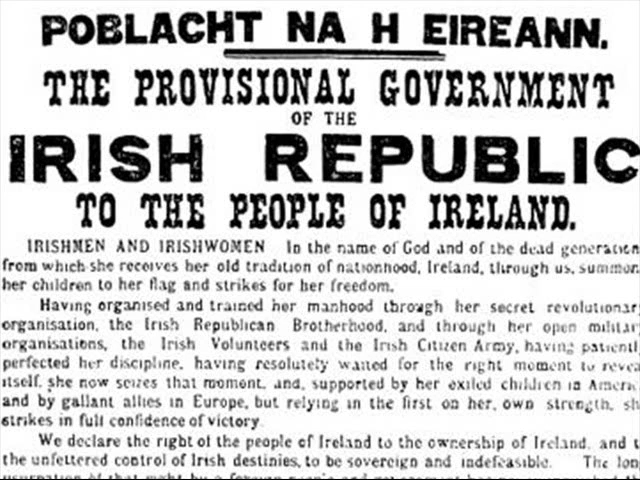 POBLACHT NA H EIREANN.
THE PROVISIONAL GOVERNMENT
OF THE
IRISH REPUBLIC
TO THE PEOPLE OF IRELAND.
IRISHMEN AND IRISHWOMEN In the name of God and of the dead generation
from which she receives her old tradition of nationhood, Ireland, through us, summon
her children to her flag and strikes for her freedom.
Having organised and trained her manhood through her secret revolutionar
organisation, the Irish Republican Brotherhood, and through her open militar
organisations, the Irish Volunteers and the Irish Citizen Army, having patientl
perfected her discipline, having resolutely waited for the right moment to revea
itself, she now seizes that moment, and, supported by her exiled children in Americ
and by gallant allies in Europe, but relying in the first on her own strength, sh
strikes in full confidence of victory
We declare the right of the people of Ireland to the ownership of Ireland, and t
the unfettered control of Irish destinies, to be sovereign and indefeasible. The lon